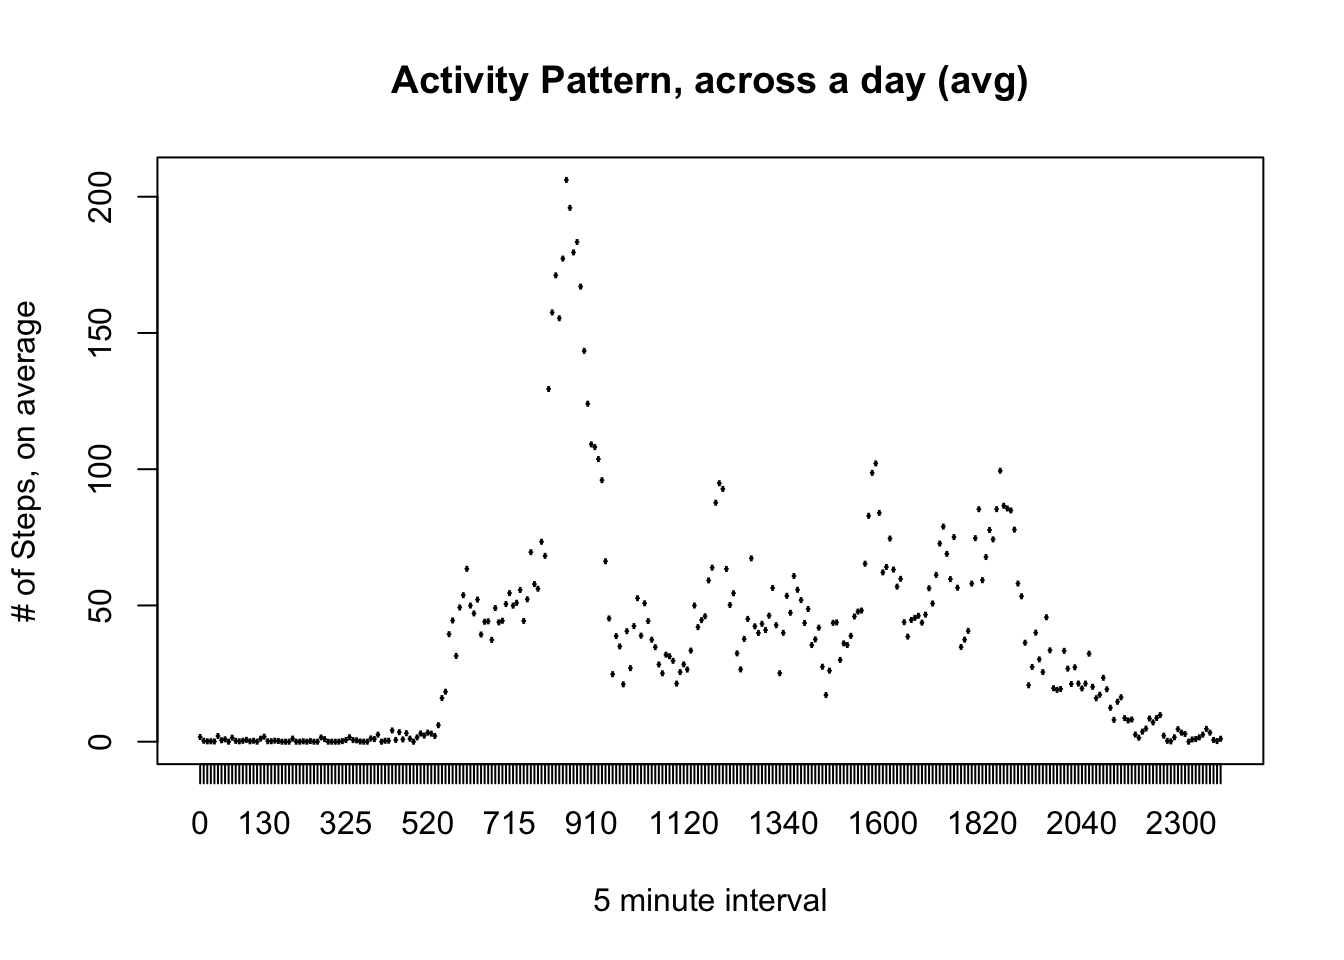 Activity Pattern, across a day (avg)
# of Steps, on average
200
150
100
50
0
0 130 325 520 715 910 1120 1340 1600 1820 2040 2300
5 minute interval